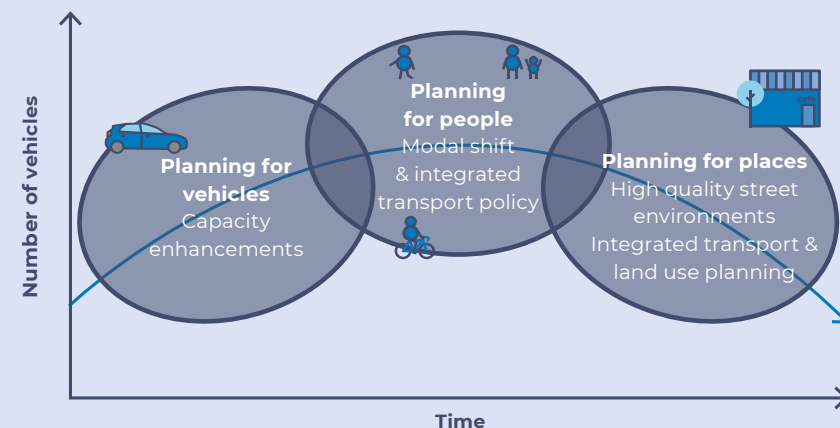 Number of vehicles
Planning for
vehicles
Capacity
enhancements
Planning
for people
Modal shift
& integrated
transport policy
café
Planning for places
High quality street
environments
Integrated transport &
land use planning
Time